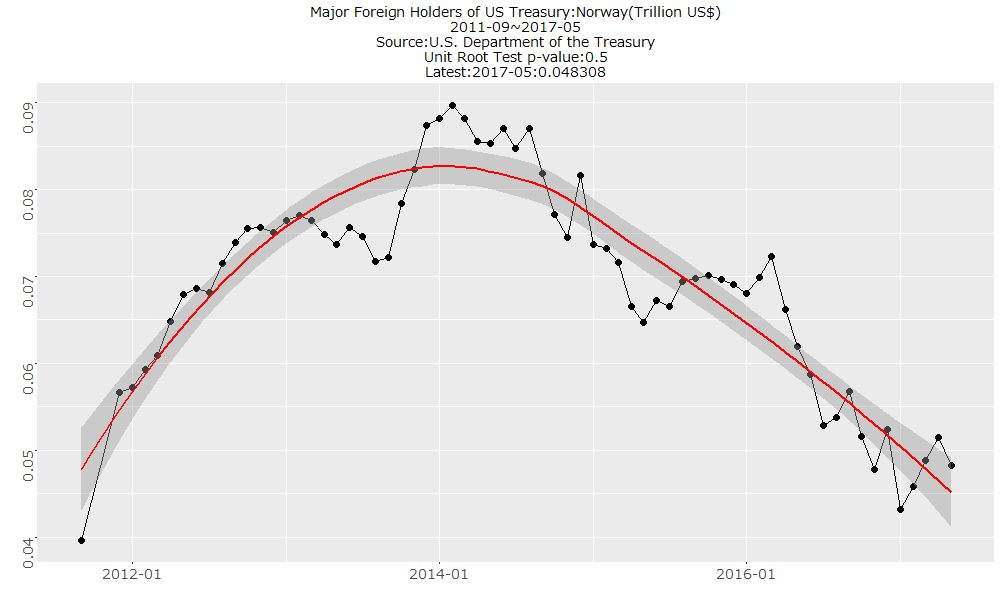 Major Foreign Holders of US Treasury:Norway(Trillion US$)
2011-09~2017-05
Source:U.S. Department of the Treasury
Unit Root Test p-value:0.5
Latest:2017-05:0.048308
0.09
0.08
0.07
0.06
0.05
0.04
2012-01
2014-01
2016-01